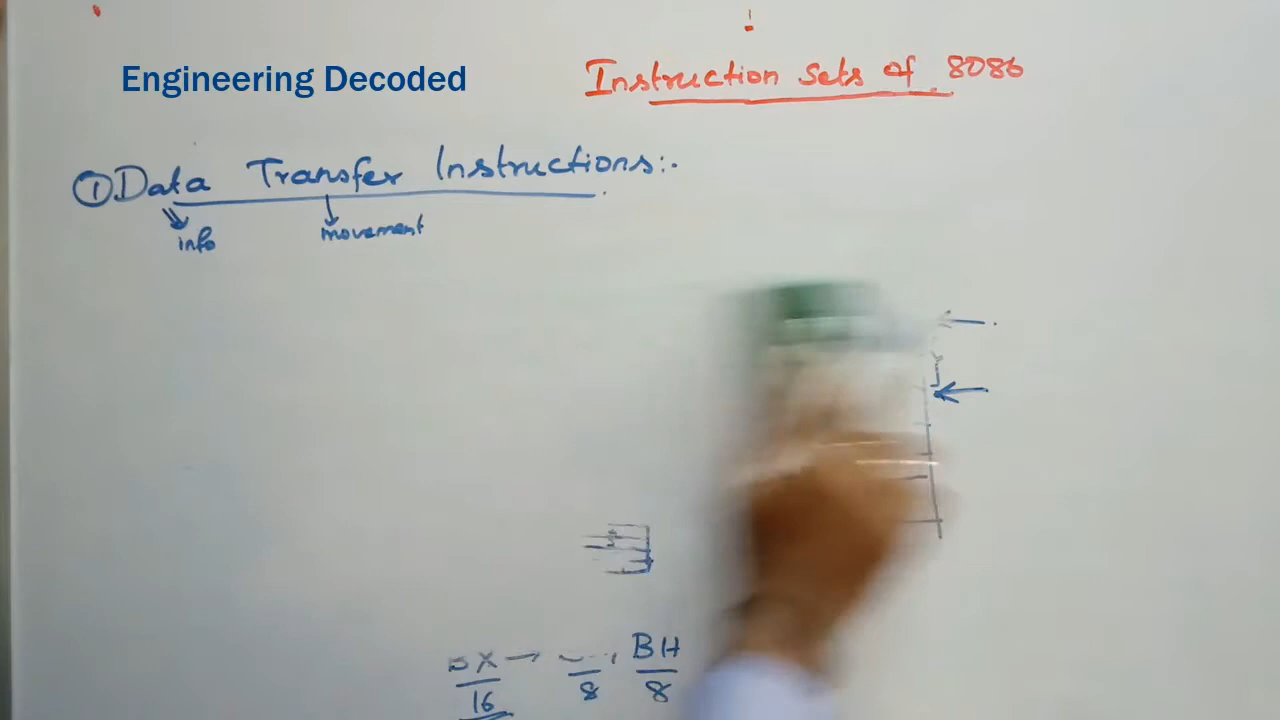 Engineering Decoded
Instruction sets of 8086
① Data Transfer Instructions:-
info
movement
BH
16 8 8